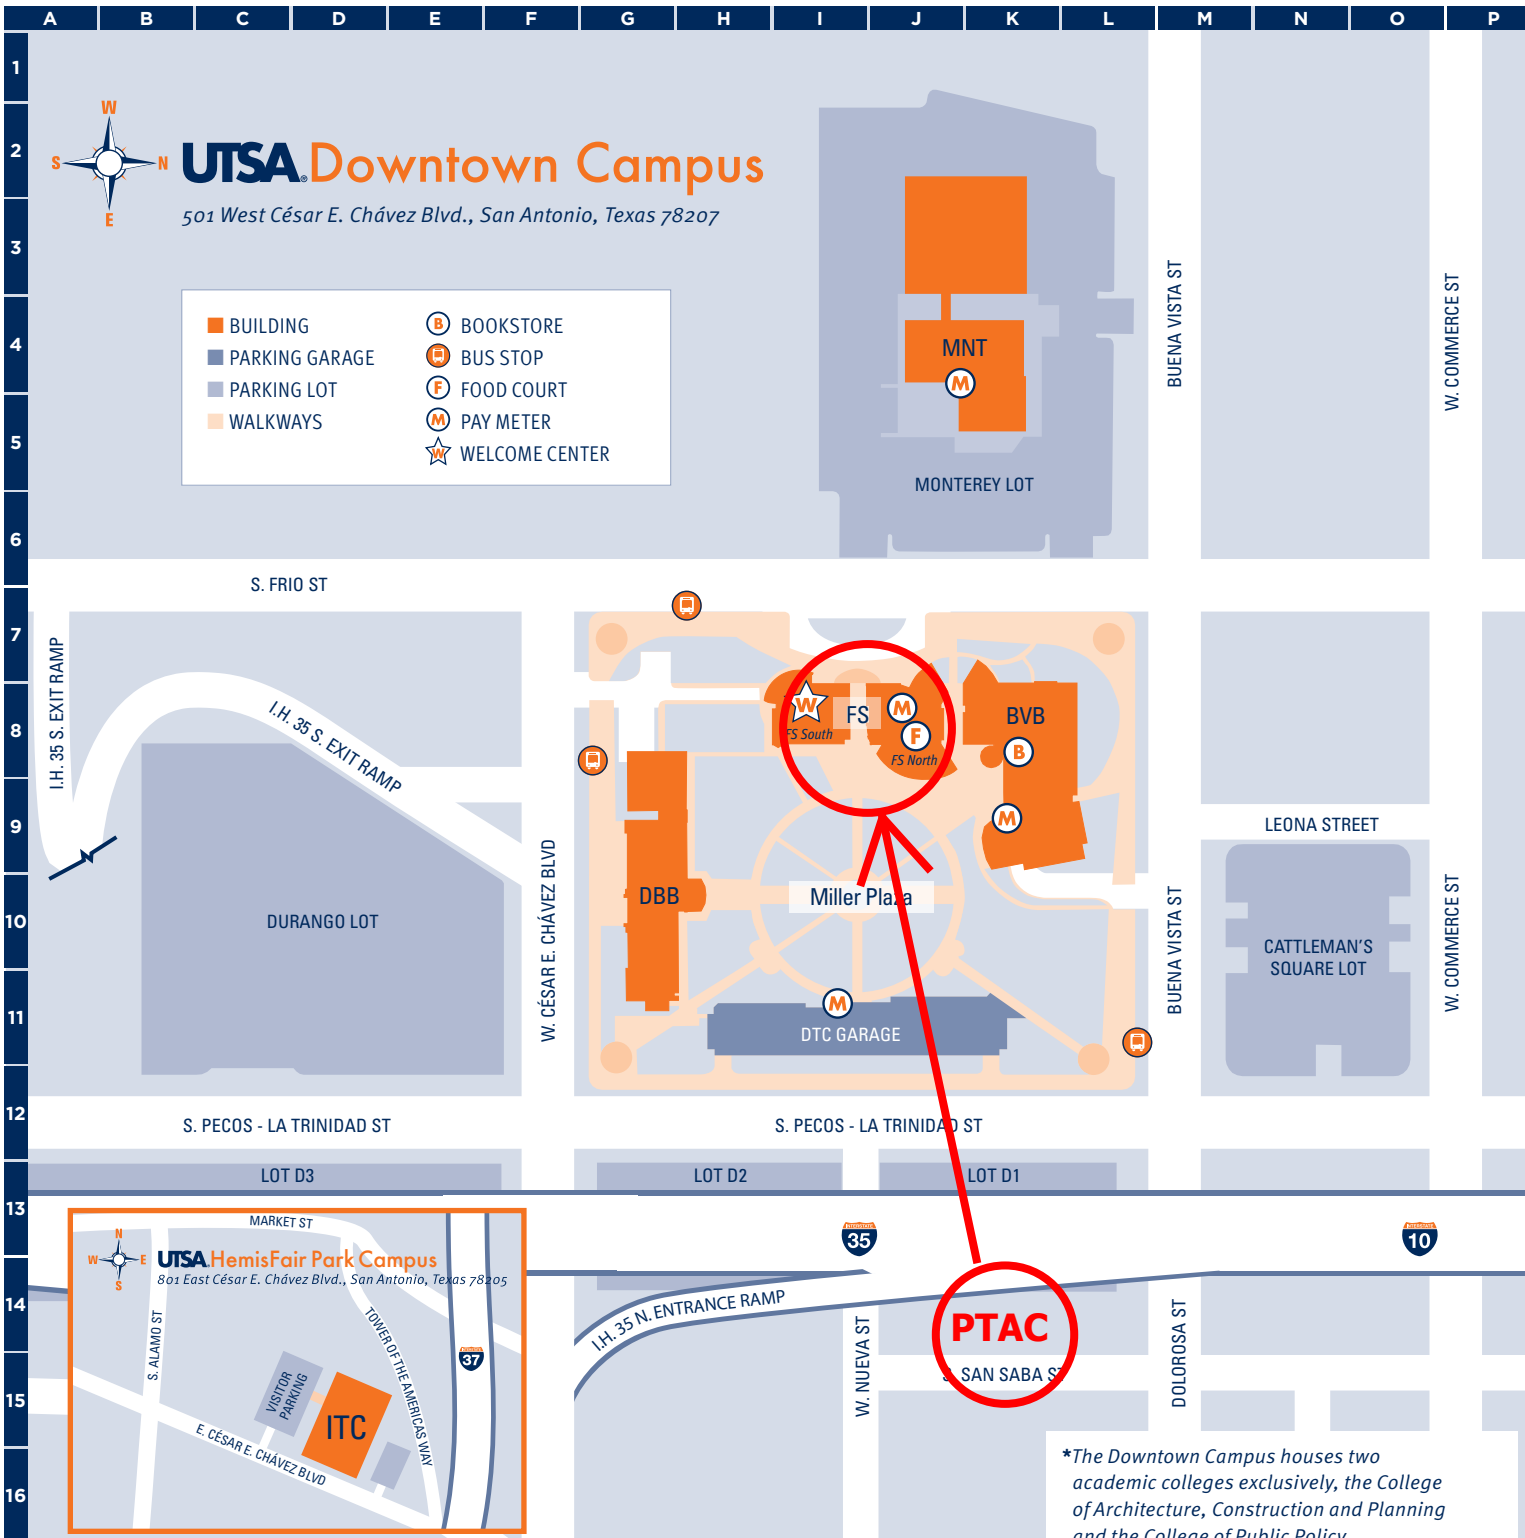 A B C D E F G H I J K L M N O P
1
2
3
4
5
6
7
8
9
10
11
12
13
14
15
16
W
S N
E
UTSA® Downtown Campus
501 West César E. Chávez Blvd., San Antonio, Texas 78207
BUILDING
PARKING GARAGE
PARKING LOT
WALKWAYS
B BOOKSTORE
BUS STOP
F FOOD COURT
M PAY METER
W WELCOME CENTER
MNT
M
MONTEREY LOT
BUENA VISTA ST
W. COMMERCE ST
S. FRIO ST
I.H. 35 S. EXIT RAMP
I.H. 35 S. EXIT RAMP
W
FS
M
F
FS South
FS North
BVB
B
M
DURANGO LOT
W. CÉSAR E. CHÁVEZ BLVD
DBB
Miller Plaza
LEONA STREET
BUENA VISTA ST
CATTLEMAN'S
SQUARE LOT
W. COMMERCE ST
M
DTC GARAGE
S. PECOS - LA TRINIDAD ST
S. PECOS - LA TRINIDAD ST
LOT D3
LOT D2
LOT D1
INTERSTATE
35
INTERSTATE
10
I.H. 35 N. ENTRANCE RAMP
W. NUEVA ST
PTAC
S. SAN SABA ST
DOLOROSA ST
MARKET ST
N
W E
S
UTSA HemisFair Park Campus
801 East César E. Chávez Blvd., San Antonio, Texas 78205
S. ALAMO ST
TOWER OF THE AMERICAS WAY
37
VISITOR
PARKING
ITC
E. CÉSAR E. CHÁVEZ BLVD
*The Downtown Campus houses two
academic colleges exclusively, the College
of Architecture, Construction and Planning
and the College of Public Policy